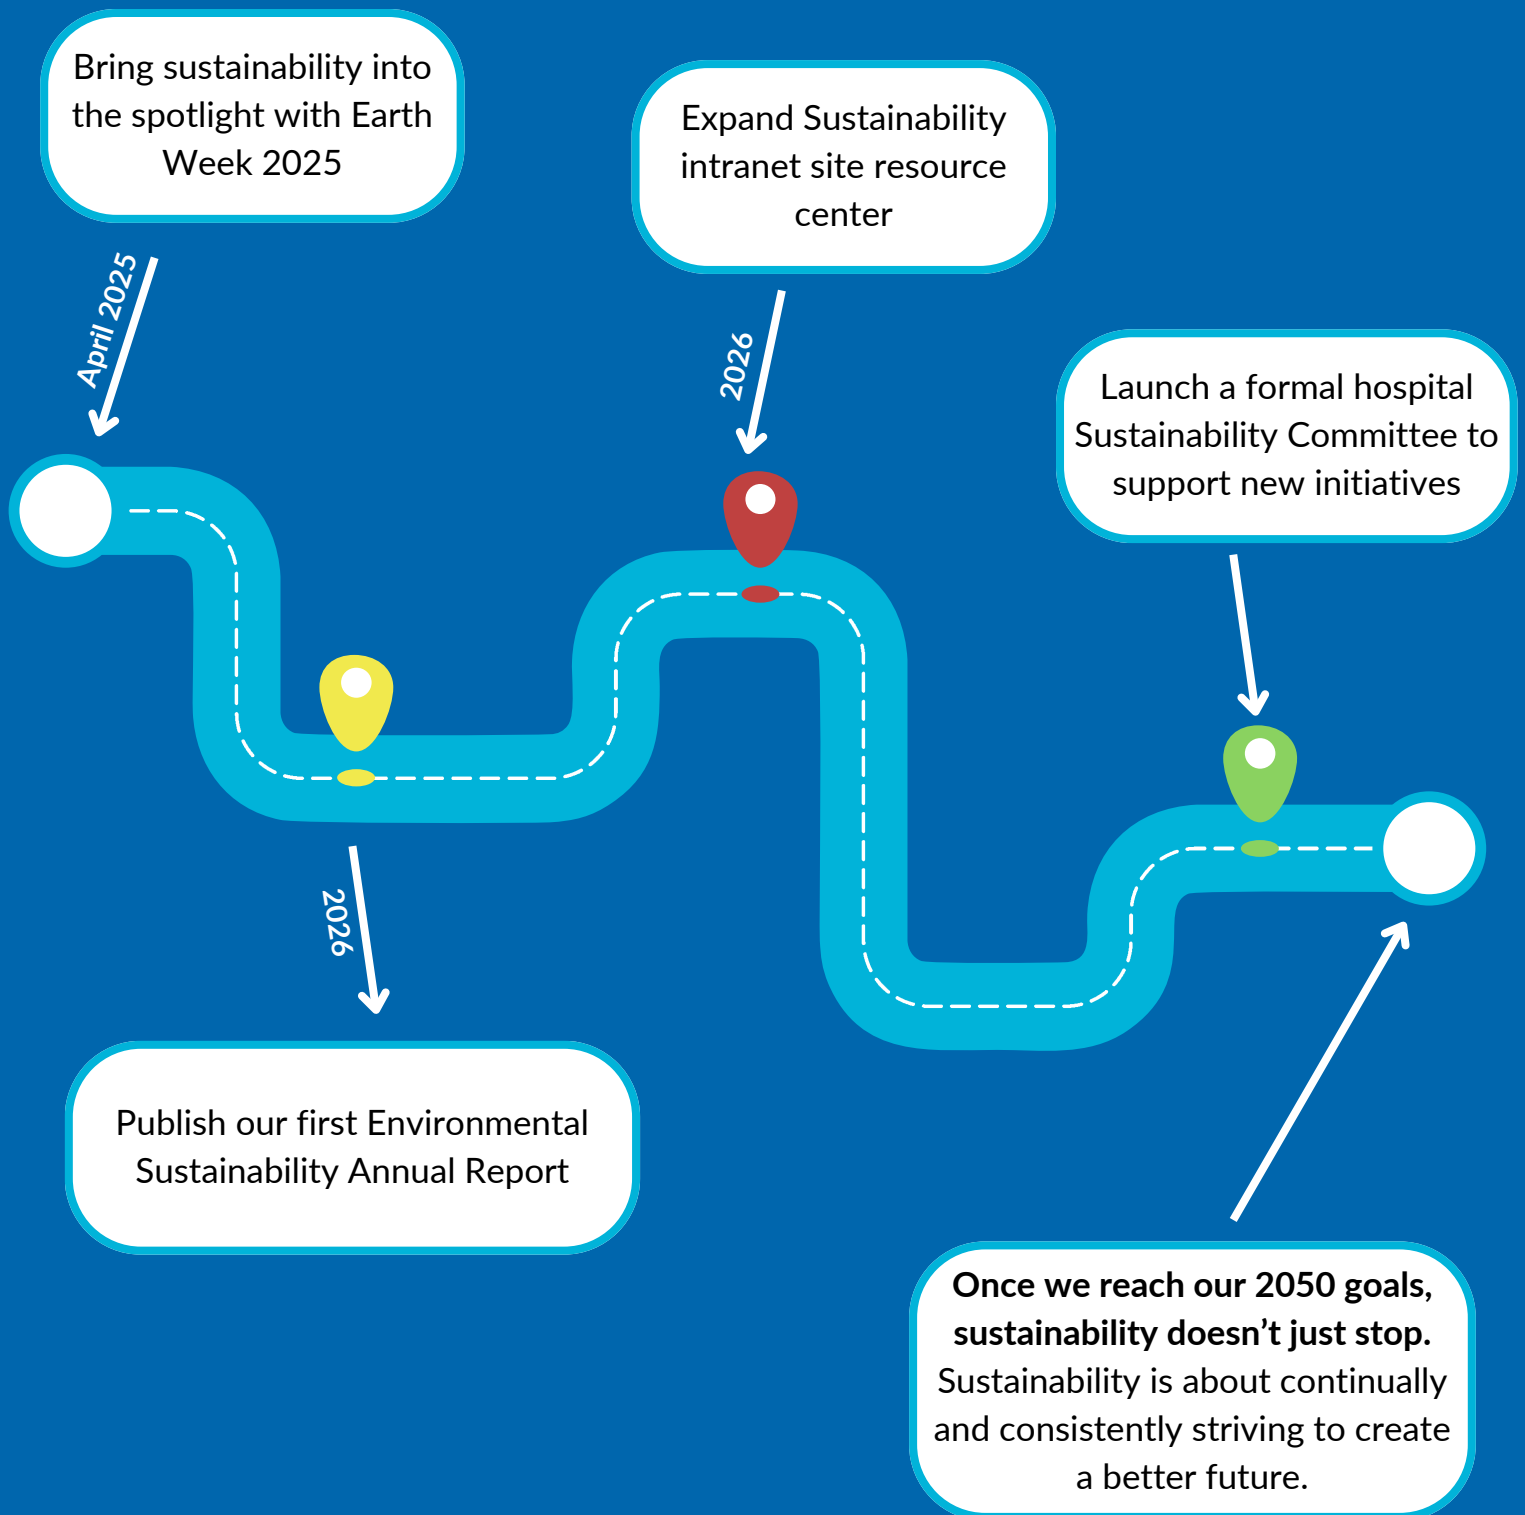 Bring sustainability into
the spotlight with Earth
Week 2025
April 2025
Expand Sustainability
intranet site resource
center
2026
Launch a formal hospital
Sustainability Committee to
support new initiatives
2026
Publish our first Environmental
Sustainability Annual Report
Once we reach our 2050 goals,
sustainability doesn’t just stop.
Sustainability is about continually
and consistently striving to create
a better future.